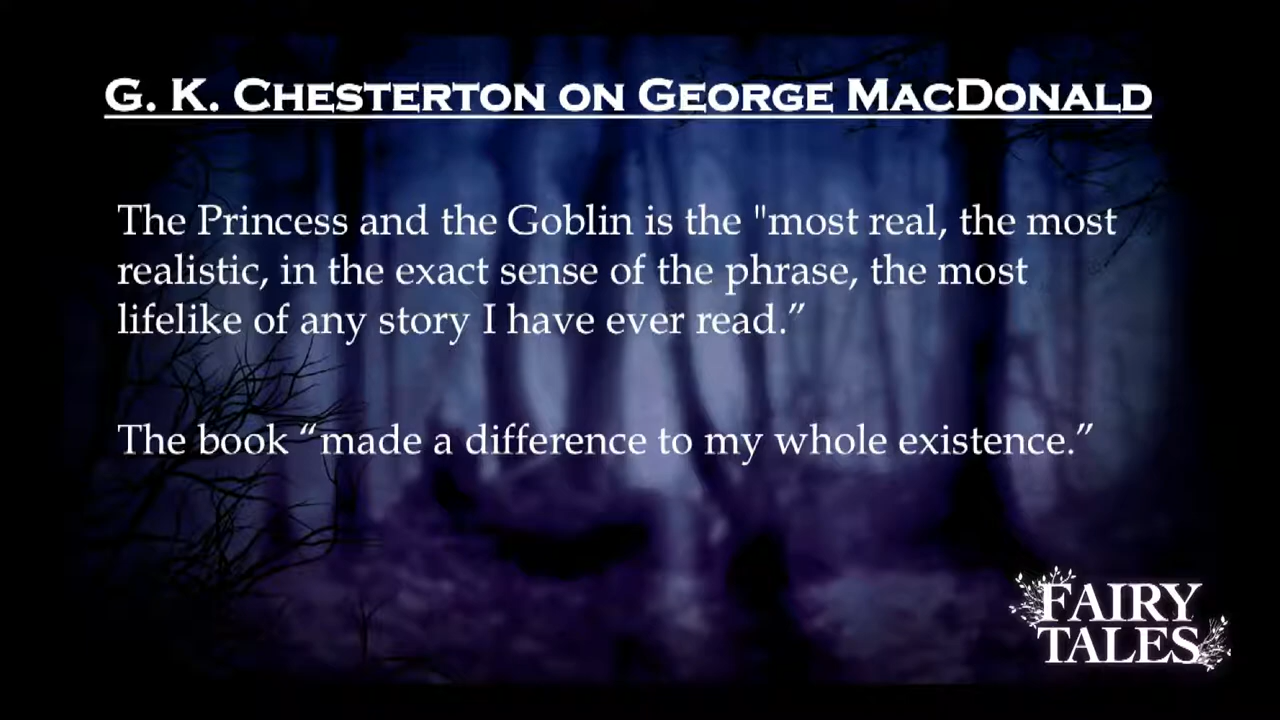 G. K. CHESTERTON ON GEORGE MACDONALD
The Princess and the Goblin is the "most real, the most
realistic, in the exact sense of the phrase, the most
lifelike of any story I have ever read.”
The book “made a difference to my whole existence.”
FAIRY
TALES